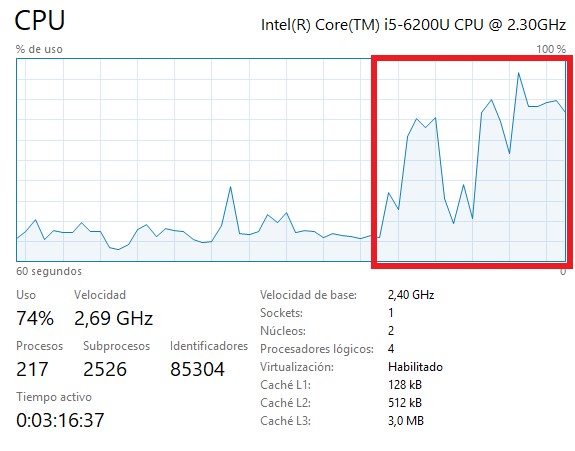 CPU
Intel(R) Core(TM) i5-6200U CPU @ 2.30GHz
% de uso
100 %
60 segundos
0
Uso
Velocidad
74%
2,69 GHz
Procesos
Subprocesos
Identificadores
217
2526
85304
Tiempo activo
0:03:16:37
Velocidad de base: 2,40 GHz
Sockets: 1
Núcleos: 2
Procesadores lógicos: 4
Virtualización: Habilitado
Caché L1: 128 kB
Caché L2: 512 kB
Caché L3: 3,0 MB